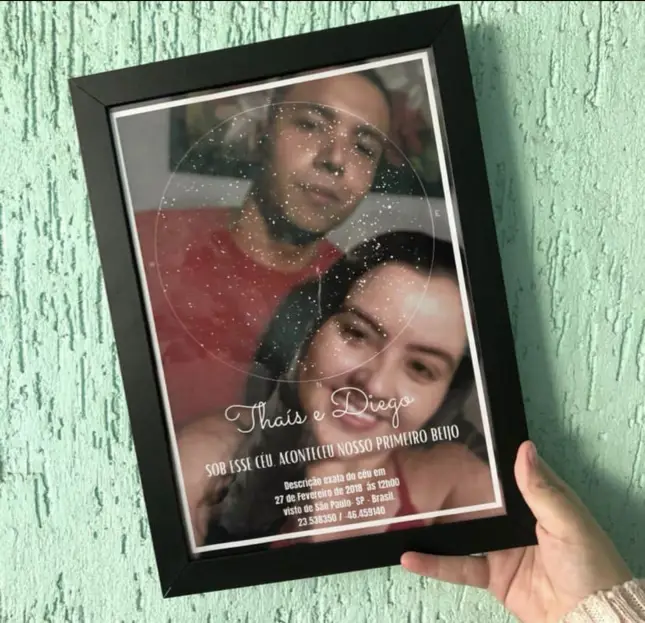 E
Thaís e Diego
SOB ESSE CÉU, ACONTECEU NOSSO PRIMEIRO BEIJO
Descrição exata do céu em
27 de Fevereiro de 2018 às 12h00
visto de São Paulo- SP - Brasil
23.538350 / -46.459140